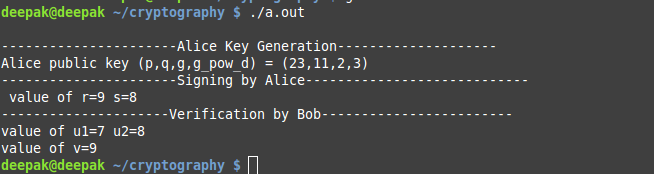 deepak@deepak ~/cryptography $ ./a.out
---------------------Alice Key Generation-------------------
Alice public key (p,q,g,g_pow_d) = (23,11,2,3)
---------------------Signing by Alice---------------------------
value of r=9 s=8
--------------------Verification by Bob-----------------------
value of u1=7 u2=8
value of v=9
deepak@deepak ~/cryptography $